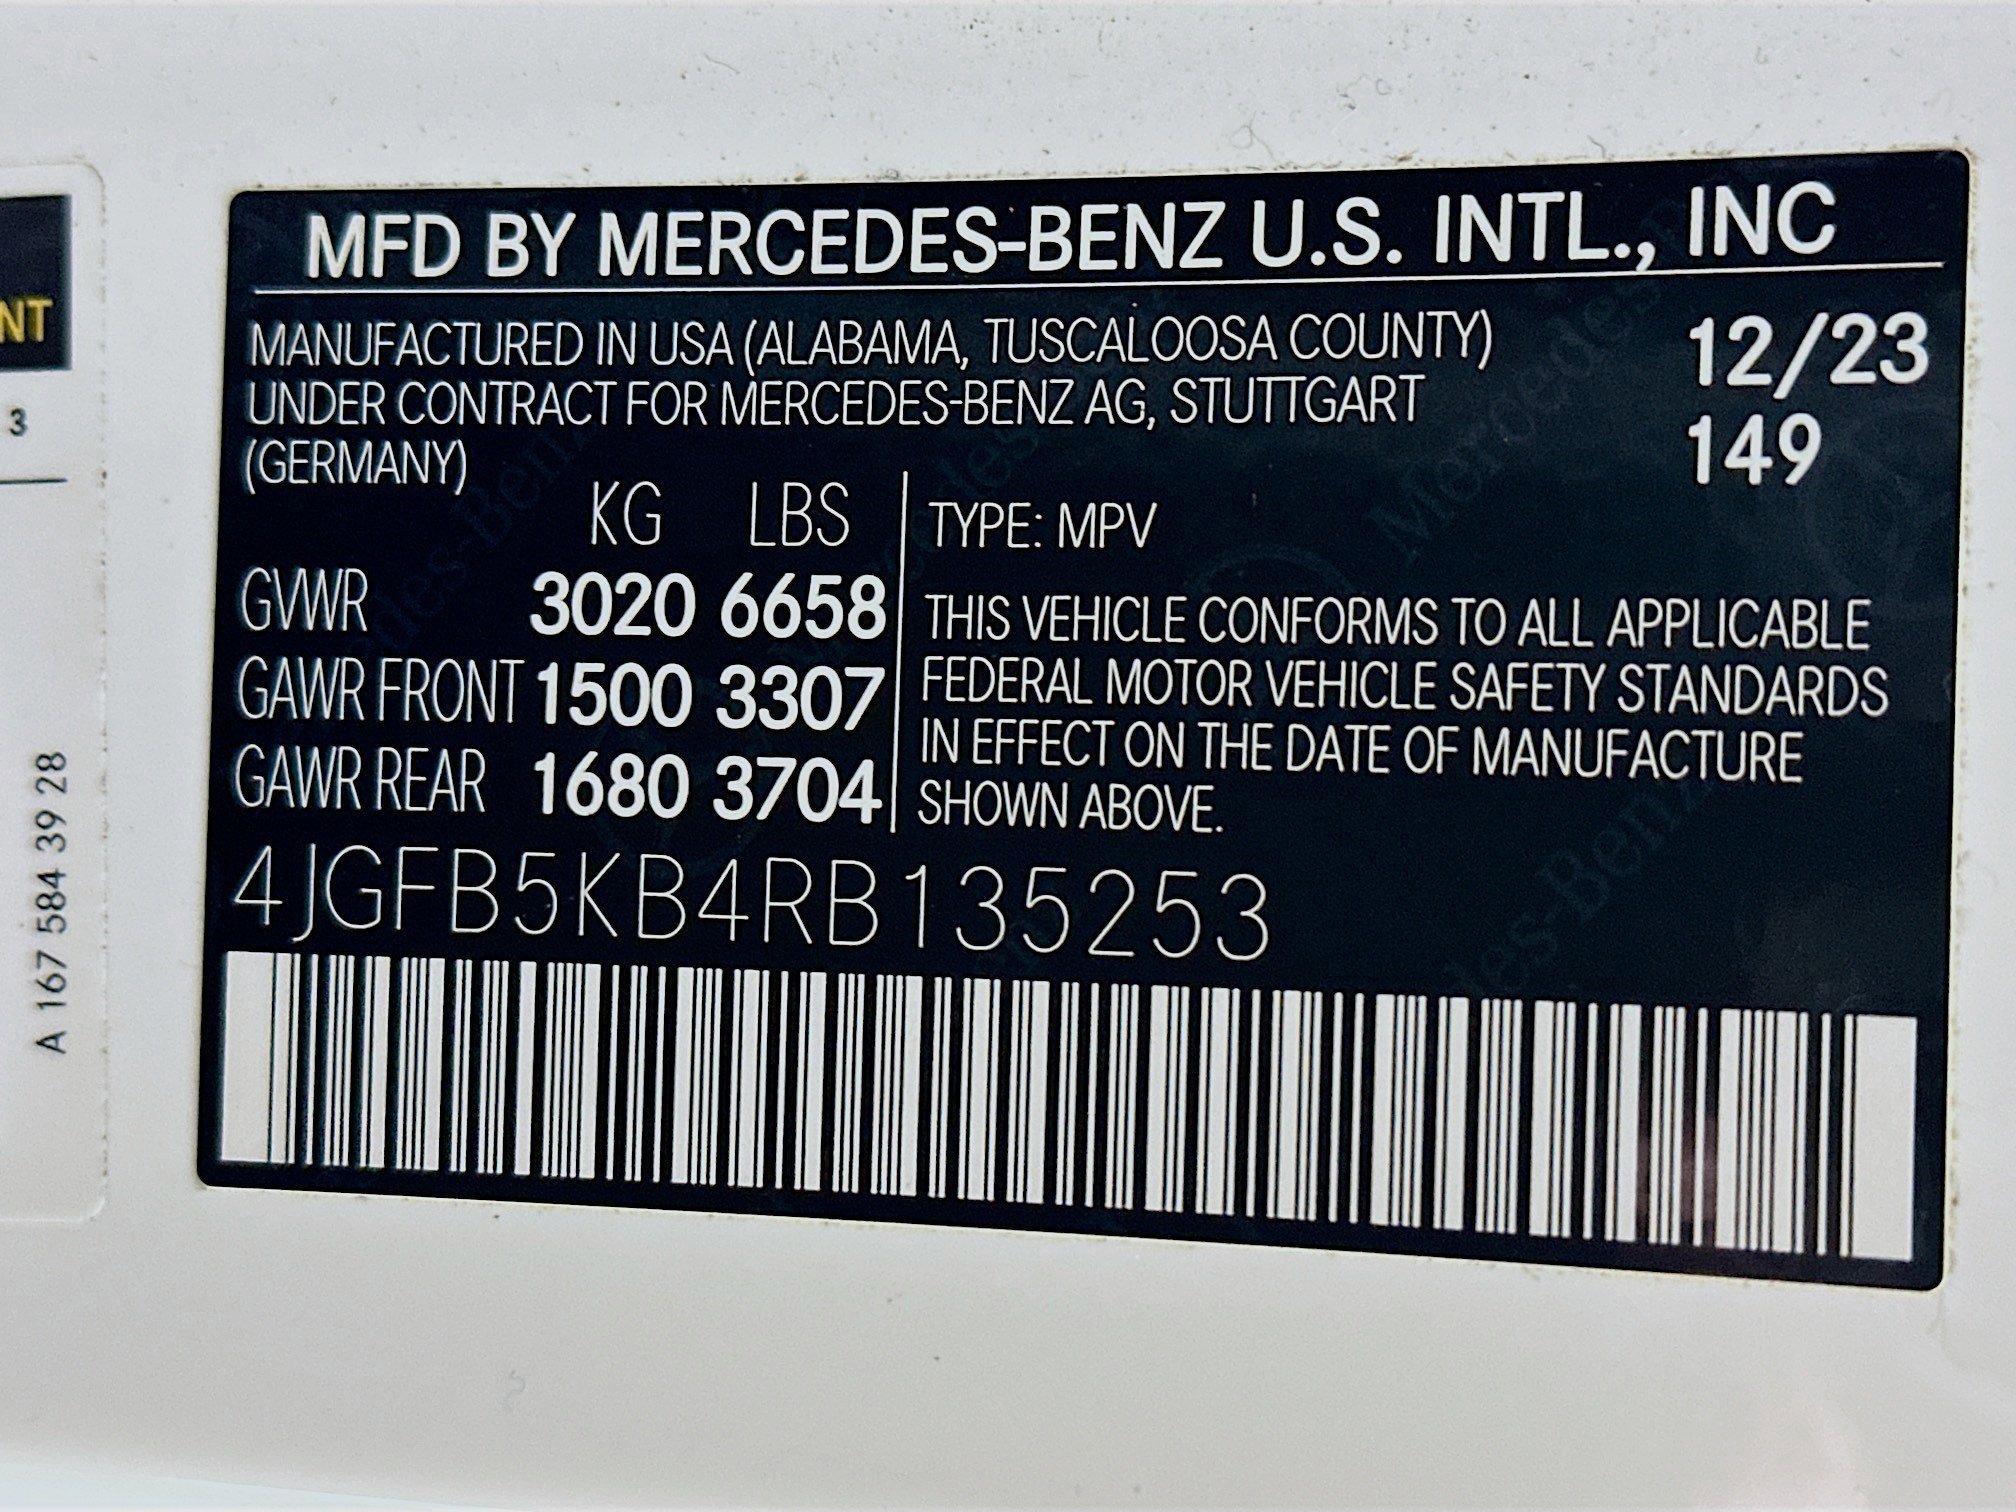 MFD BY MERCEDES-BENZ U.S. INTL., INC
MANUFACTURED IN USA (ALABAMA, TUSCALOOSA COUNTY)
UNDER CONTRACT FOR MERCEDES-BENZ AG, STUTTGART
(GERMANY)
12/23
149
KG LBS
GVWR 3020 6658
GAWR FRONT 1500 3307
GAWR REAR 1680 3704
TYPE: MPV
THIS VEHICLE CONFORMS TO ALL APPLICABLE
FEDERAL MOTOR VEHICLE SAFETY STANDARDS
IN EFFECT ON THE DATE OF MANUFACTURE
SHOWN ABOVE.
4JGFB5KB4RB135253
NT
3
A 167 584 39 28